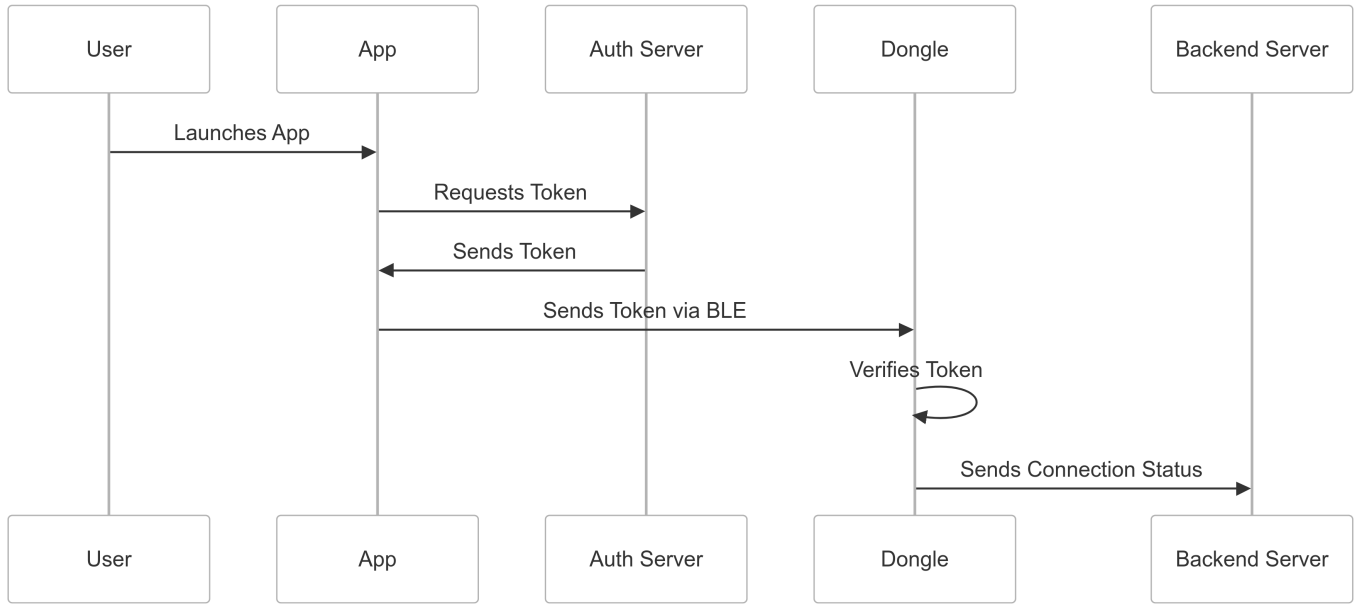 User
App
Auth Server
Dongle
Backend Server
Launches App
Requests Token
Sends Token
Sends Token via BLE
Verifies Token
Sends Connection Status
User
App
Auth Server
Dongle
Backend Server